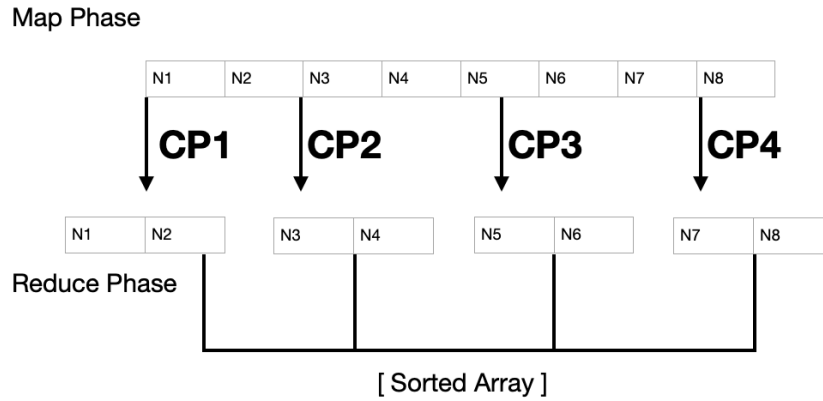 Map Phase
N1 N2 N3 N4 N5 N6 N7 N8
CP1 CP2 CP3 CP4
N1 N2 N3 N4 N5 N6 N7 N8
Reduce Phase
[ Sorted Array ]